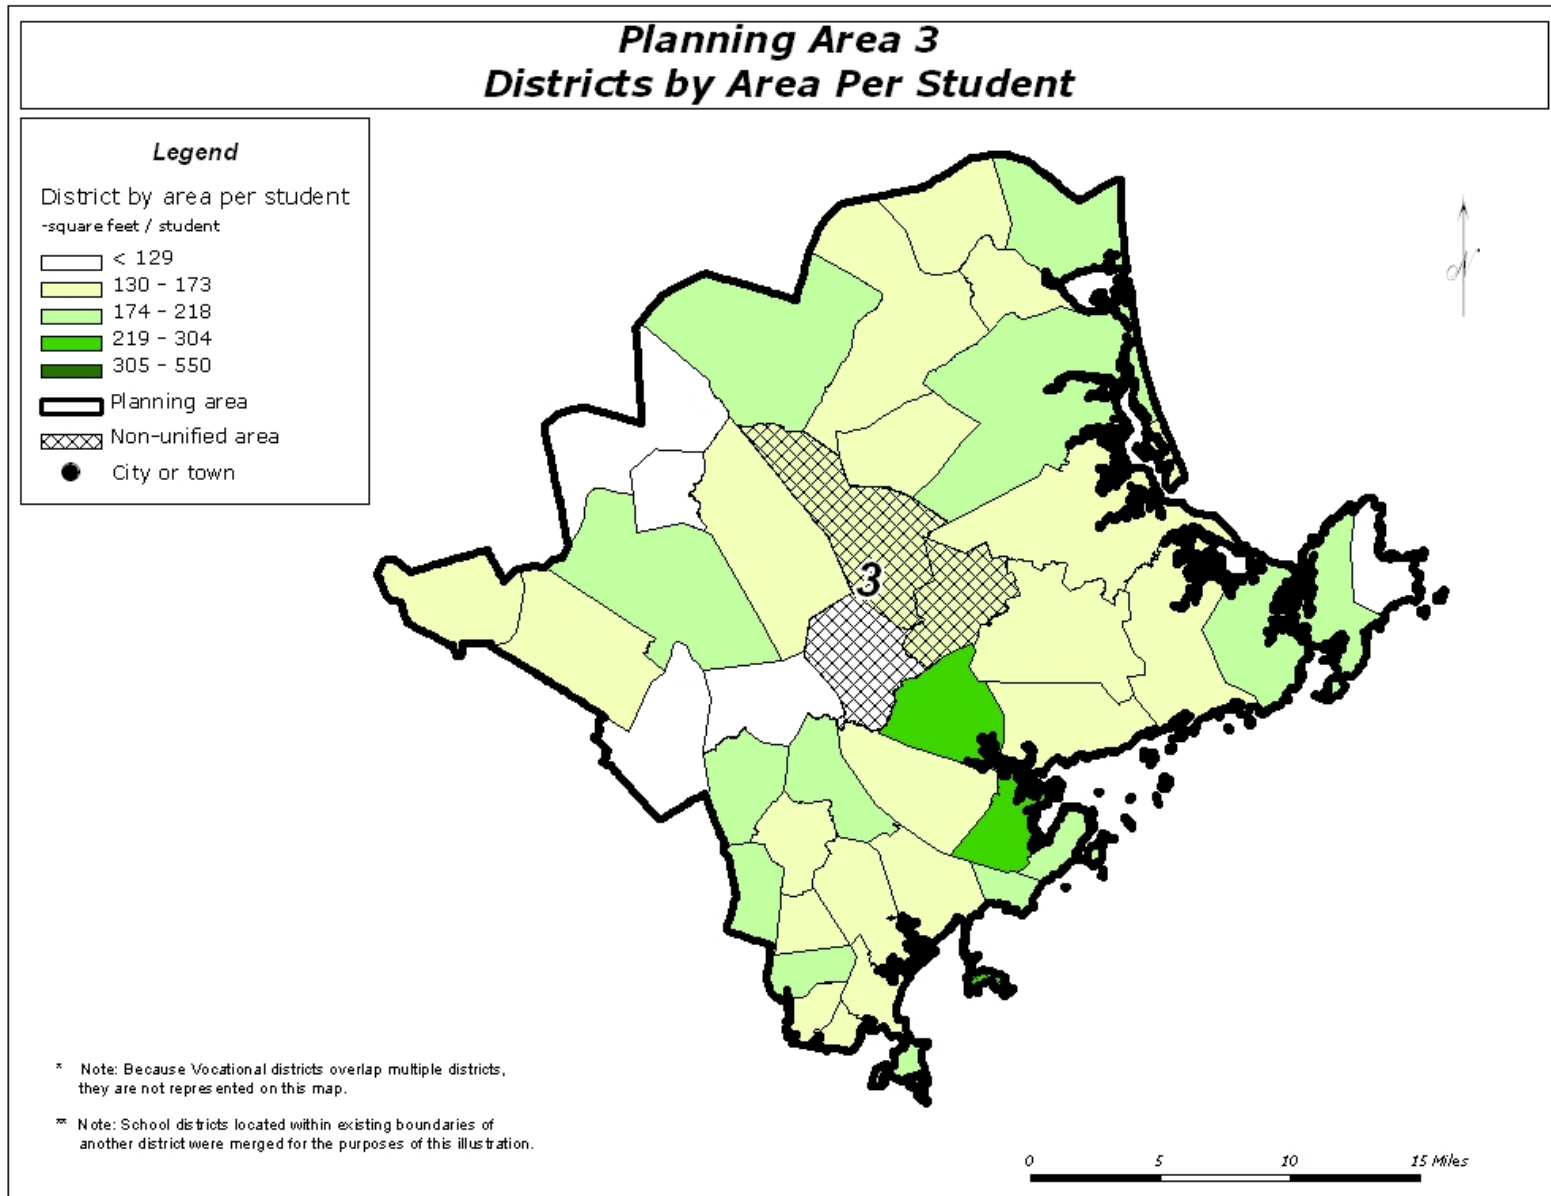 Planning Area 3
Districts by Area Per Student
Legend
District by area per student
-square feet / student
< 129
130 - 173
174 - 218
219 - 304
305 - 550
Planning area
Non-unified area
City or town
3
N
* Note: Because Vocational districts overlap multiple districts,
they are not represented on this map.
** Note: School districts located within existing boundaries of
another district were merged for the purposes of this illustration.
0 5 10 15 Miles